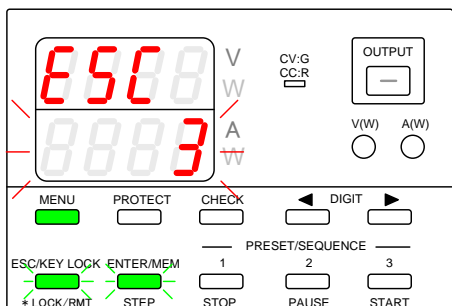 ESC V
W
CV:G
CC:R
OUTPUT
3 A
W
V(W) A(W)
MENU PROTECT CHECK ◀ DIGIT ▶
PRESET/SEQUENCE
ESC/KEY LOCK ENTER/MEM 1 2 3
*LOCK/RMT STEP STOP PAUSE START